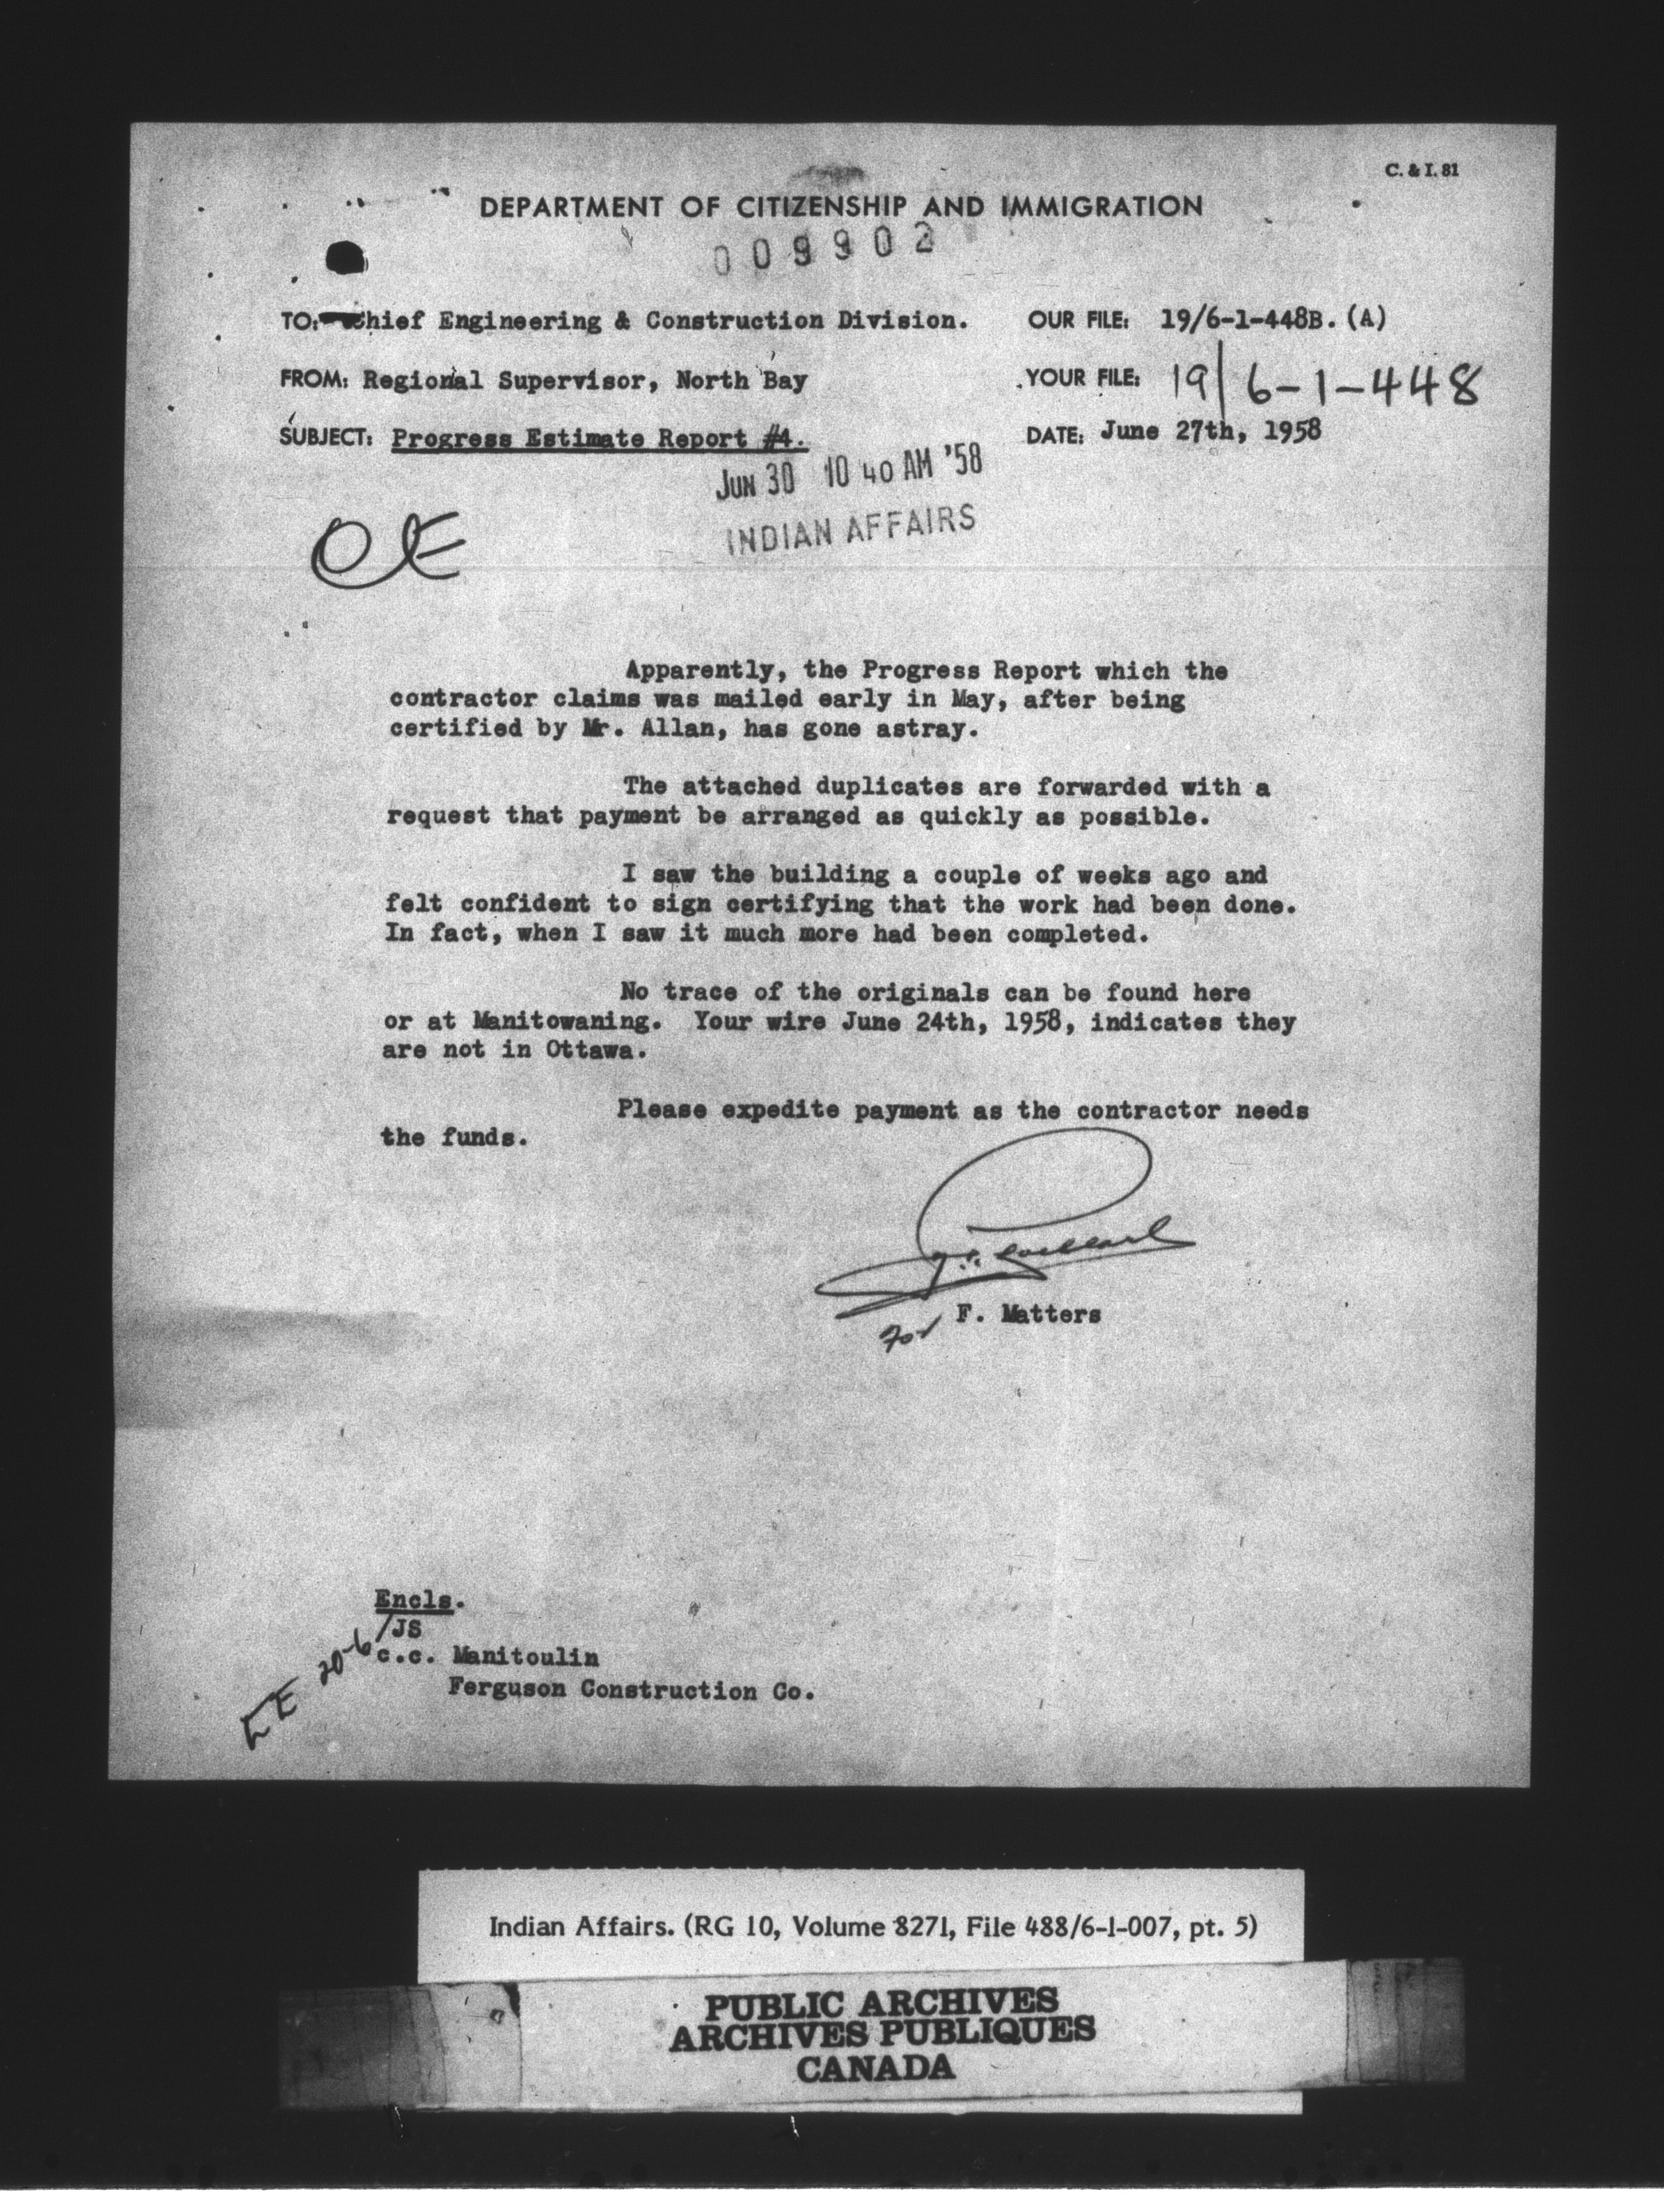 C. & I. 81
DEPARTMENT OF CITIZENSHIP AND IMMIGRATION
009902
TO: Chief Engineering & Construction Division.
OUR FILE: 19/6-1-448B. (A)
FROM: Regional Supervisor, North Bay
YOUR FILE: 19/6-1-448
SUBJECT: Progress Estimate Report #4.
DATE: June 27th, 1958
JUN 30 10 40 AM '58
INDIAN AFFAIRS
Apparently, the Progress Report which the
contractor claims was mailed early in May, after being
certified by Mr. Allan, has gone astray.
The attached duplicates are forwarded with a
request that payment be arranged as quickly as possible.
I saw the building a couple of weeks ago and
felt confident to sign certifying that the work had been done.
In fact, when I saw it much more had been completed.
No trace of the originals can be found here
or at Manitowaning. Your wire June 24th, 1958, indicates they
are not in Ottawa.
Please expedite payment as the contractor needs
the funds.
for F. Matters
Encls.
/JS
c.c. Manitoulin
Ferguson Construction Co.
Indian Affairs. (RG 10, Volume 8271, File 488/6-1-007, pt. 5)
PUBLIC ARCHIVES
ARCHIVES PUBLIQUES
CANADA